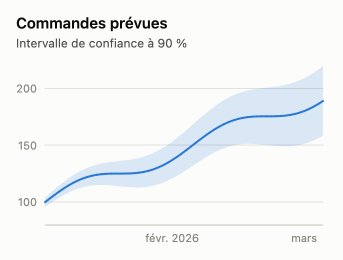 Commandes prévues
Intervalle de confiance à 90 %
200
150
100
févr. 2026
mars